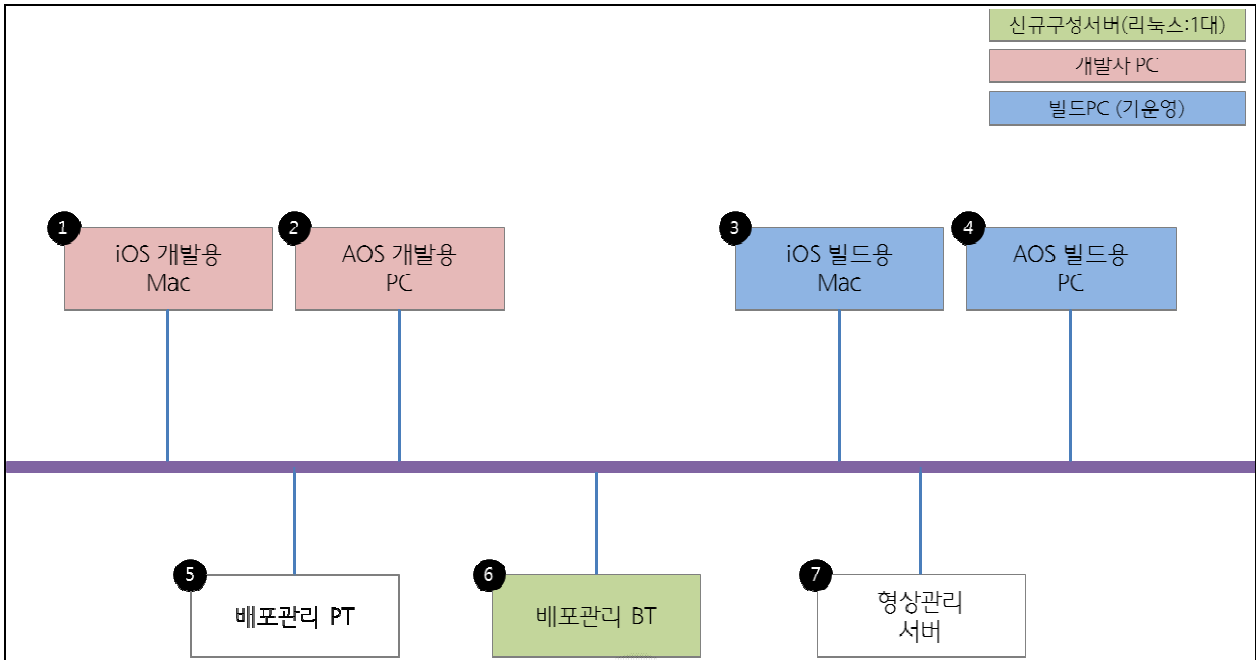 신규구성서버(리눅스:1대)
개발사 PC
빌드PC (기운영)
1
iOS 개발용
Mac
2
AOS 개발용
PC
3
iOS 빌드용
Mac
4
AOS 빌드용
PC
5
배포관리 PT
6
배포관리 BT
7
형상관리
서버